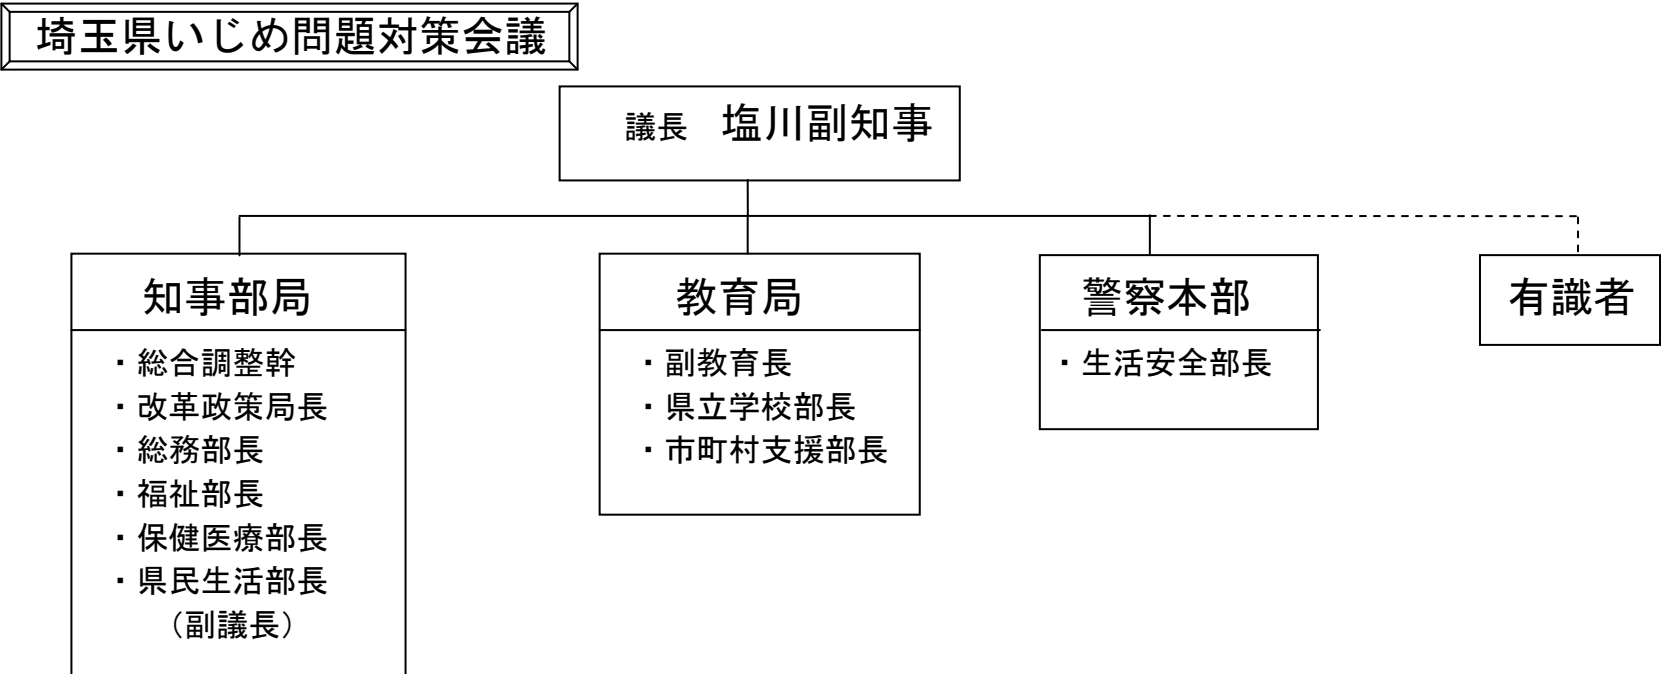 埼玉県いじめ問題対策会議
議長　塩川副知事
知事部局
・総合調整幹
・改革政策局長
・総務部長
・福祉部長
・保健医療部長
・県民生活部長
（副議長）
教育局
・副教育長
・県立学校部長
・市町村支援部長
警察本部
・生活安全部長
有識者